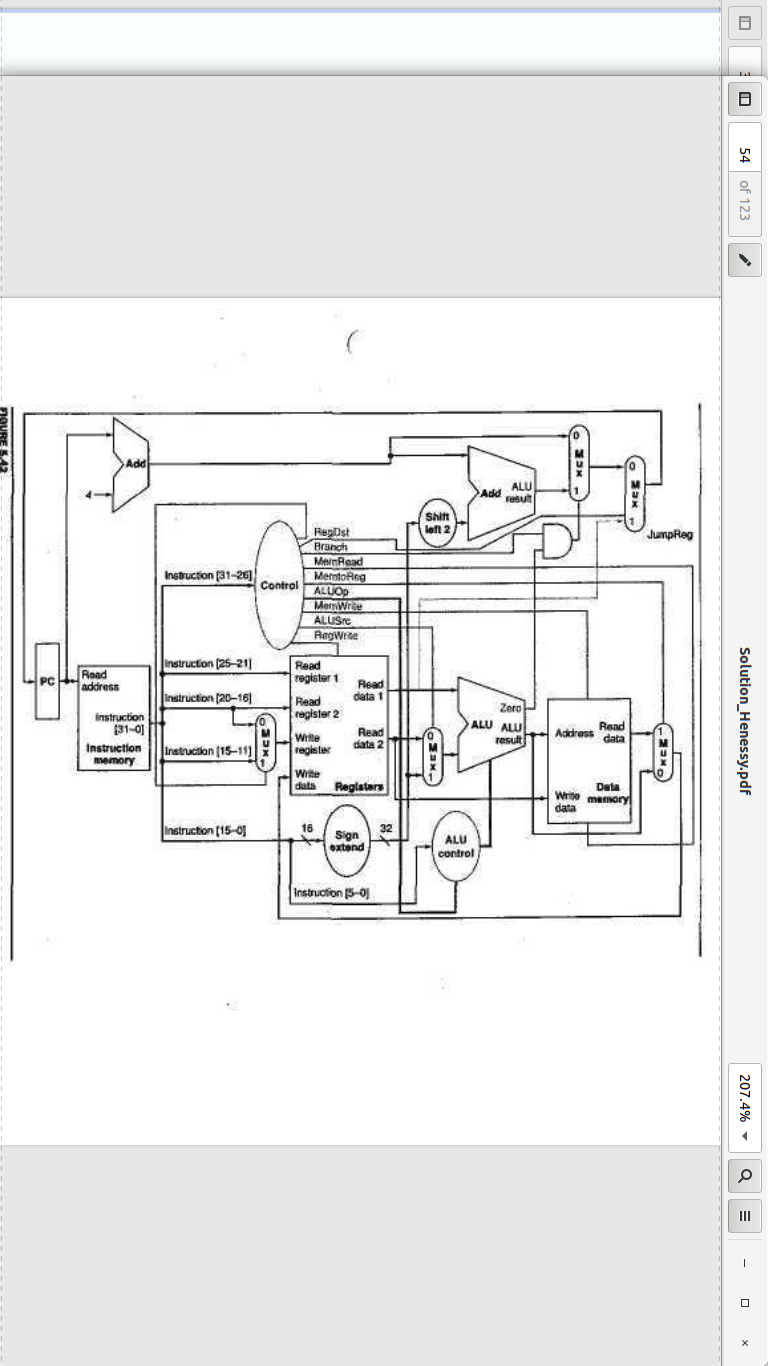 54
of 123
Solution_Henessy.pdf
207.4%
FIGURE 5.42
Add
4
0
M
u
x
1
0
M
u
x
1
Add
ALU
result
Shift
left 2
JumpReg
RegDst
Branch
MemRead
MemtoReg
ALUOp
MemWrite
ALUSrc
RegWrite
Control
Instruction [31–26]
Instruction [25–21]
Instruction [20–16]
Instruction [15–11]
Instruction [15–0]
Instruction [5–0]
PC
Read
address
Instruction
[31–0]
Instruction
memory
0
M
u
x
1
Read
register 1
Read
register 2
Write
register
Write
data
Read
data 1
Read
data 2
Registers
0
M
u
x
1
Zero
ALU
ALU
result
Address
Read
data
Write
data
Data
memory
1
M
u
x
0
16
Sign
extend
32
ALU
control